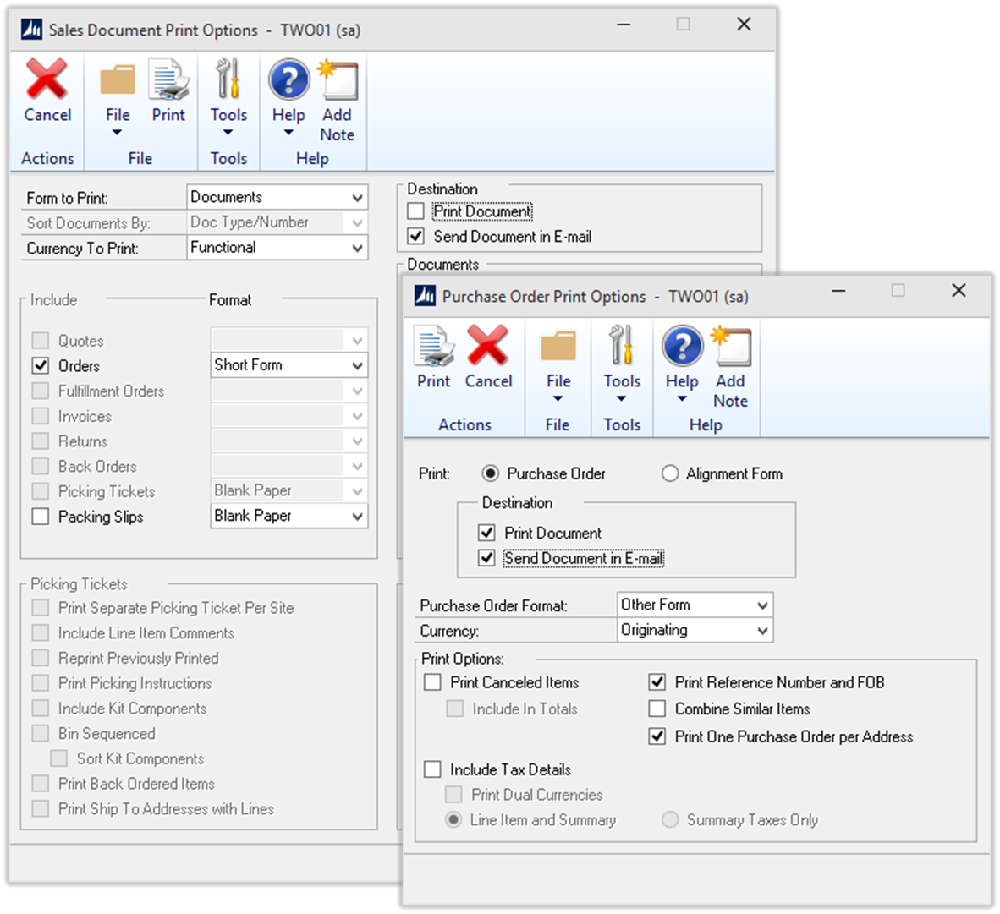 Sales Document Print Options - TWO01 (sa)
Cancel
File
Print
Tools
Help
Add Note
Actions
File
Tools
Help
Form to Print: Documents
Sort Documents By: Doc Type/Number
Currency To Print: Functional
Destination
Print Document
Send Document in E-mail
Documents
Include Format
Quotes
Orders Short Form
Fulfillment Orders
Invoices
Returns
Back Orders
Picking Tickets Blank Paper
Packing Slips Blank Paper
Picking Tickets
Print Separate Picking Ticket Per Site
Include Line Item Comments
Reprint Previously Printed
Print Picking Instructions
Include Kit Components
Bin Sequenced
Sort Kit Components
Print Back Ordered Items
Print Ship To Addresses with Lines
Purchase Order Print Options - TWO01 (sa)
Print
Cancel
File
Tools
Help
Add Note
Actions
File
Tools
Help
Print: Purchase Order Alignment Form
Destination
Print Document
Send Document in E-mail
Purchase Order Format: Other Form
Currency: Originating
Print Options:
Print Canceled Items Print Reference Number and FOB
Include In Totals Combine Similar Items
Print One Purchase Order per Address
Include Tax Details
Print Dual Currencies
Line Item and Summary Summary Taxes Only